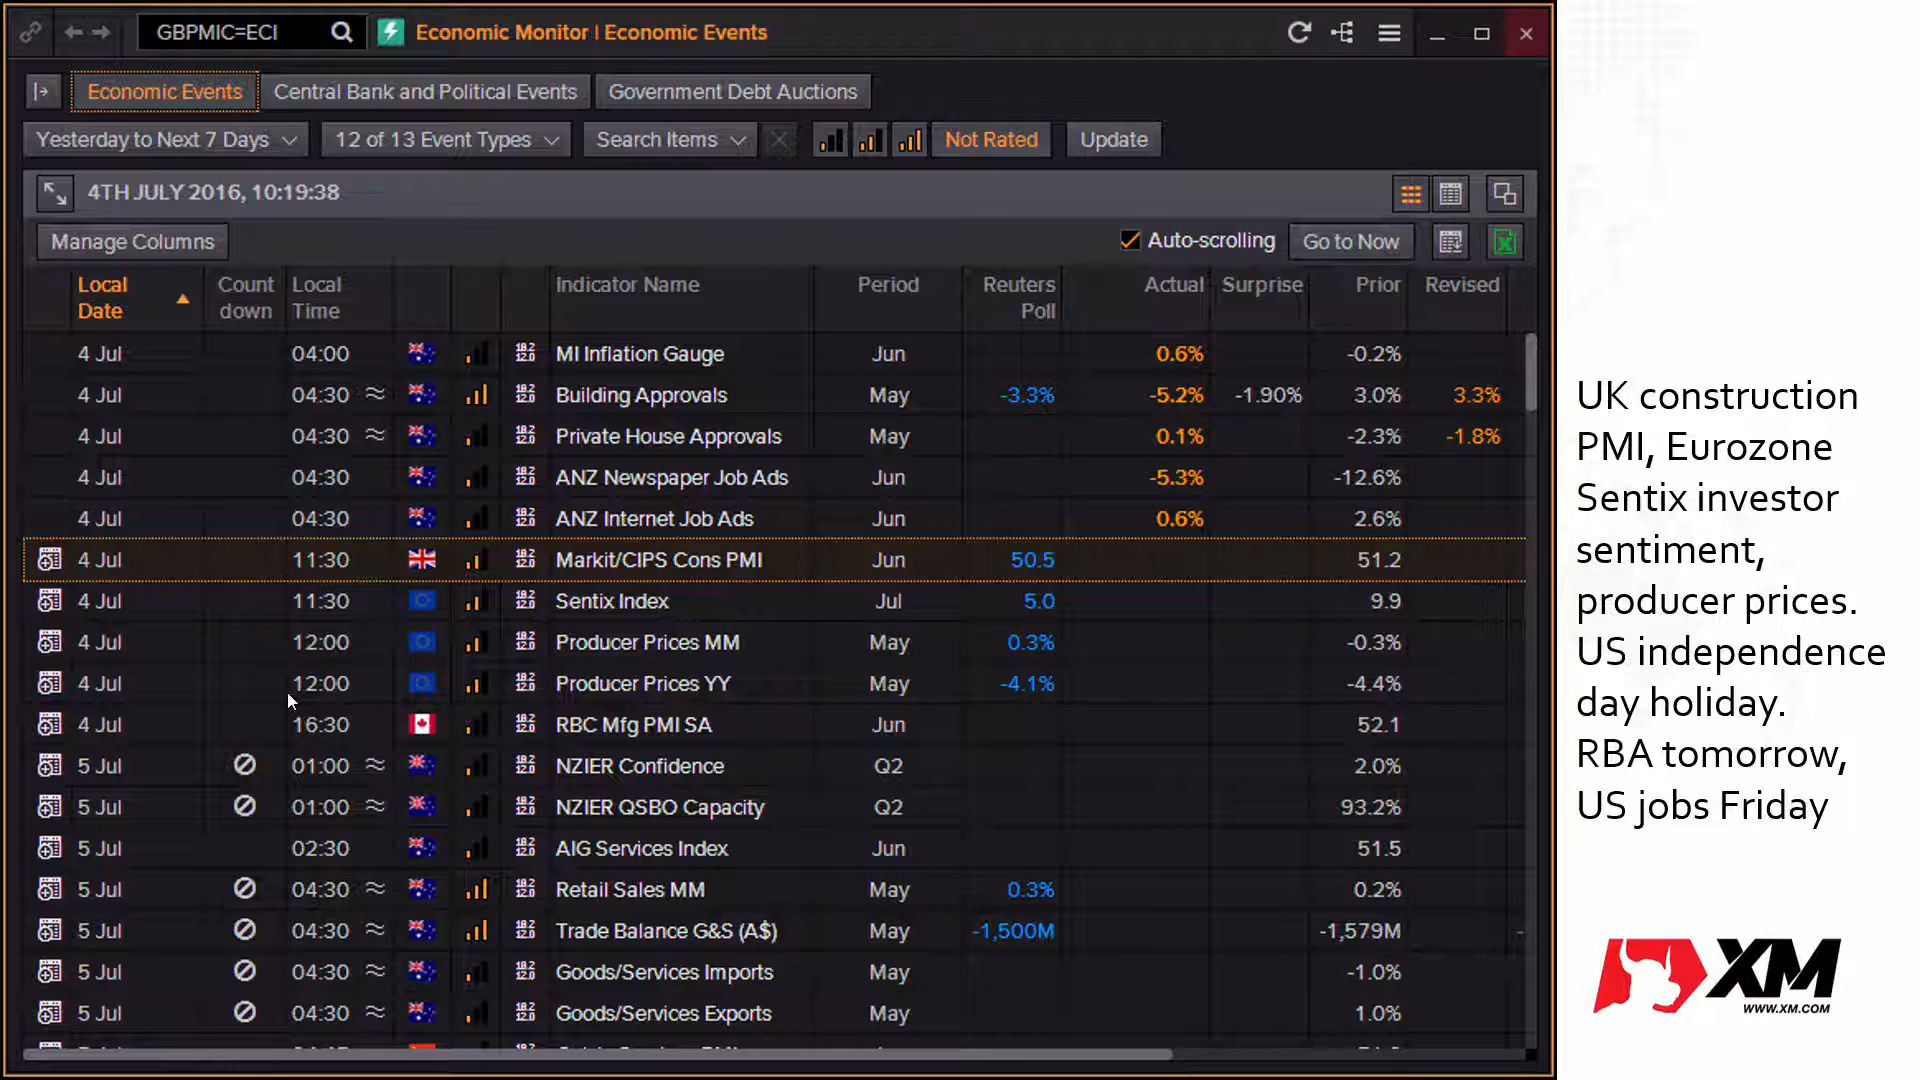 GBPMIC=ECI
Economic Monitor | Economic Events
Economic Events
Central Bank and Political Events
Government Debt Auctions
Yesterday to Next 7 Days
12 of 13 Event Types
Search Items
Not Rated
Update
4TH JULY 2016, 10:19:38
Manage Columns
Auto-scrolling
Go to Now
Local Date Count down Local Time Indicator Name Period Reuters Poll Actual Surprise Prior Revised
4 Jul 04:00 MI Inflation Gauge Jun 0.6% -0.2%
4 Jul 04:30 ≈ Building Approvals May -3.3% -5.2% -1.90% 3.0% 3.3%
4 Jul 04:30 ≈ Private House Approvals May 0.1% -2.3% -1.8%
4 Jul 04:30 ANZ Newspaper Job Ads Jun -5.3% -12.6%
4 Jul 04:30 ANZ Internet Job Ads Jun 0.6% 2.6%
4 Jul 11:30 Markit/CIPS Cons PMI Jun 50.5 51.2
4 Jul 11:30 Sentix Index Jul 5.0 9.9
4 Jul 12:00 Producer Prices MM May 0.3% -0.3%
4 Jul 12:00 Producer Prices YY May -4.1% -4.4%
4 Jul 16:30 RBC Mfg PMI SA Jun 52.1
5 Jul 01:00 ≈ NZIER Confidence Q2 2.0%
5 Jul 01:00 ≈ NZIER QSBO Capacity Q2 93.2%
5 Jul 02:30 AIG Services Index Jun 51.5
5 Jul 04:30 ≈ Retail Sales MM May 0.3% 0.2%
5 Jul 04:30 ≈ Trade Balance G&S (A$) May -1,500M -1,579M
5 Jul 04:30 ≈ Goods/Services Imports May -1.0%
5 Jul 04:30 ≈ Goods/Services Exports May 1.0%
UK construction
PMI, Eurozone
Sentix investor
sentiment,
producer prices.
US independence
day holiday.
RBA tomorrow,
US jobs Friday
XM
WWW.XM.COM